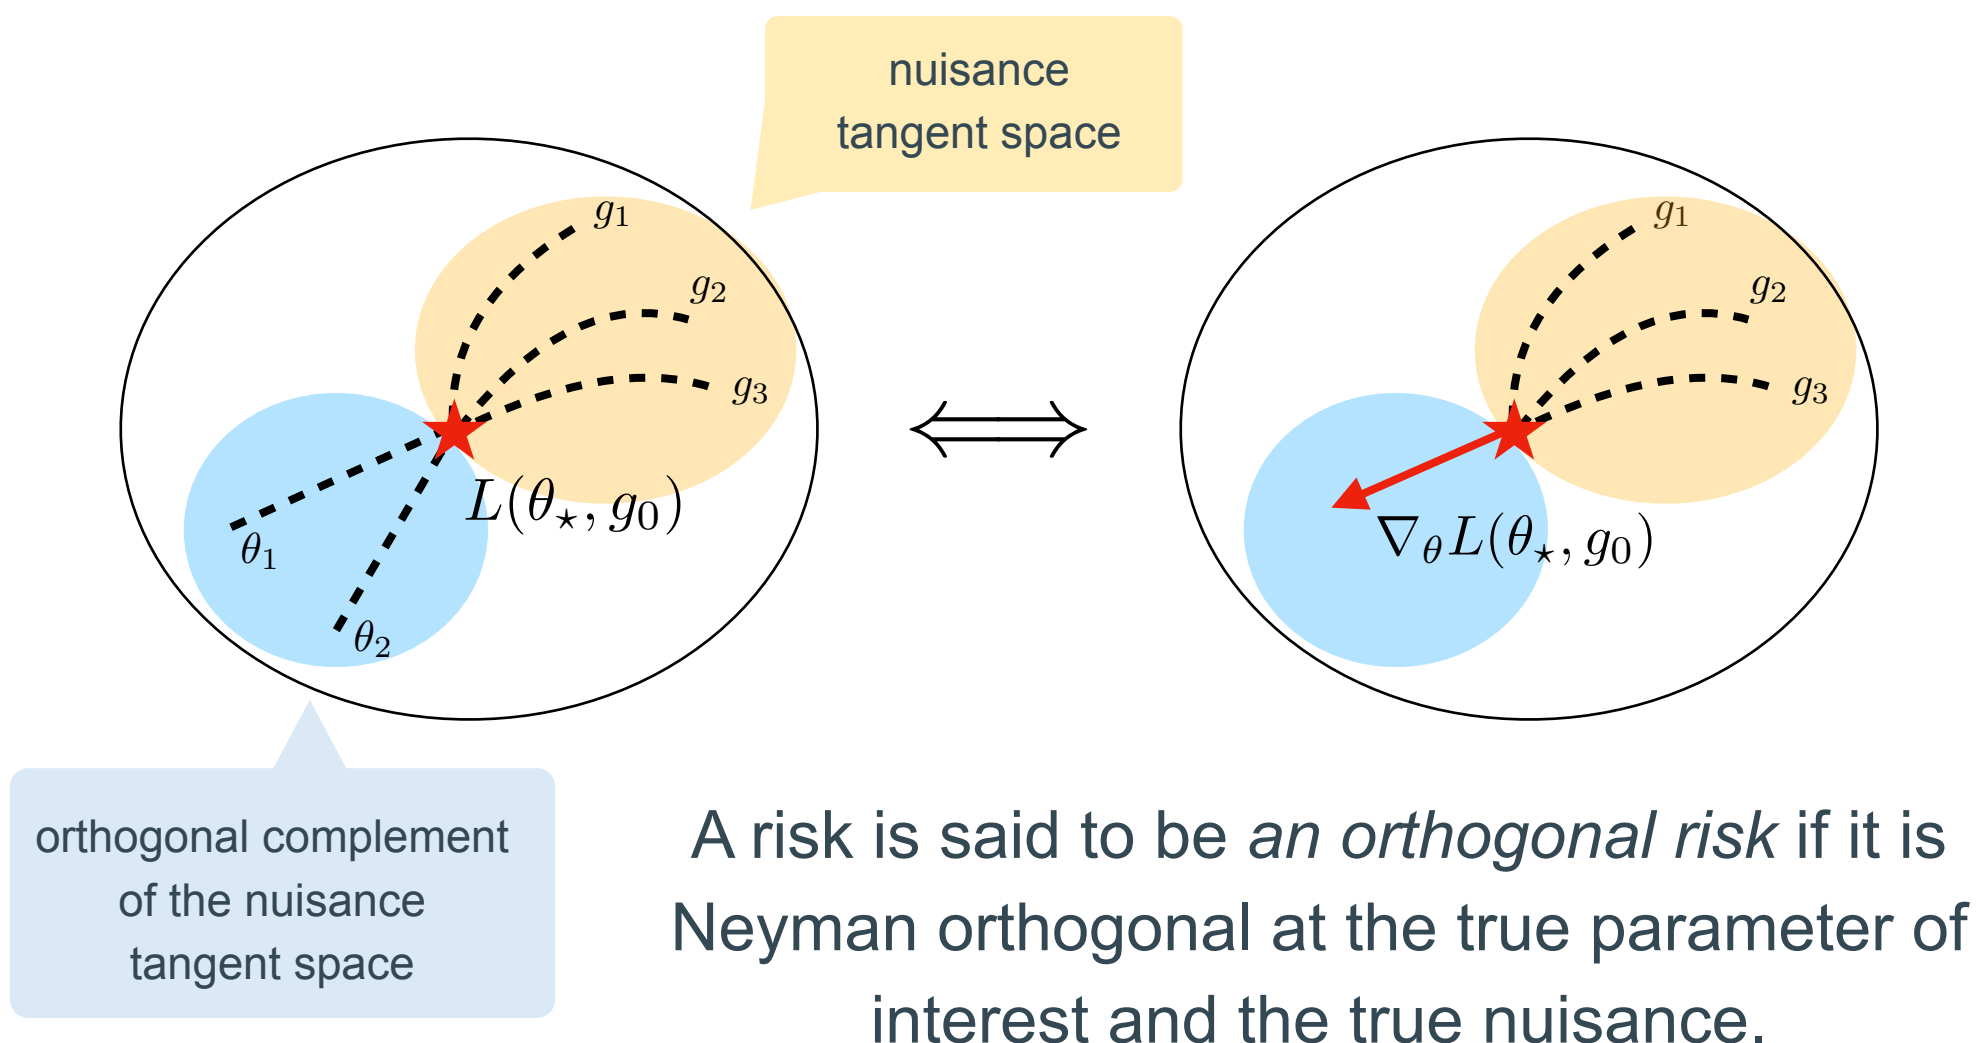 nuisance
tangent space
g₁
g₂
g₃
L(θ⋆, g₀)
θ₁
θ₂
⟺
g₁
g₂
g₃
∇_θ L(θ⋆, g₀)
orthogonal complement
of the nuisance
tangent space
A risk is said to be an orthogonal risk if it is
Neyman orthogonal at the true parameter of
interest and the true nuisance.